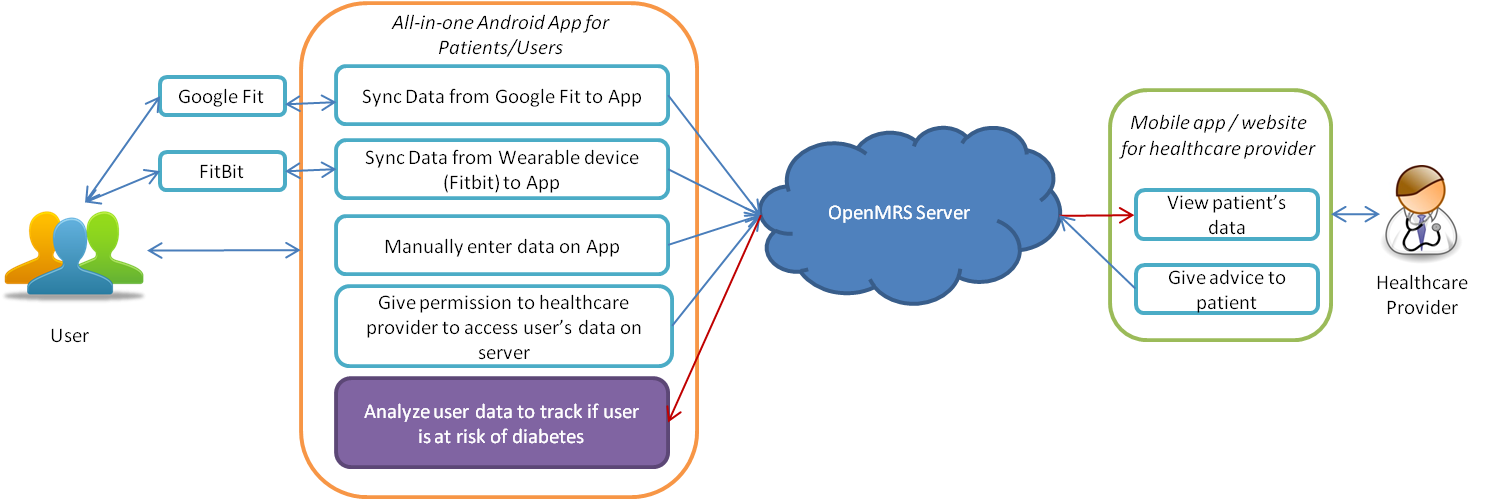 All-in-one Android App for
Patients/Users
Google Fit
Sync Data from Google Fit to App
FitBit
Sync Data from Wearable device
(Fitbit) to App
Manually enter data on App
Give permission to healthcare
provider to access user’s data on
server
Analyze user data to track if user
is at risk of diabetes
User
OpenMRS Server
Mobile app / website
for healthcare provider
View patient’s
data
Give advice to
patient
Healthcare
Provider